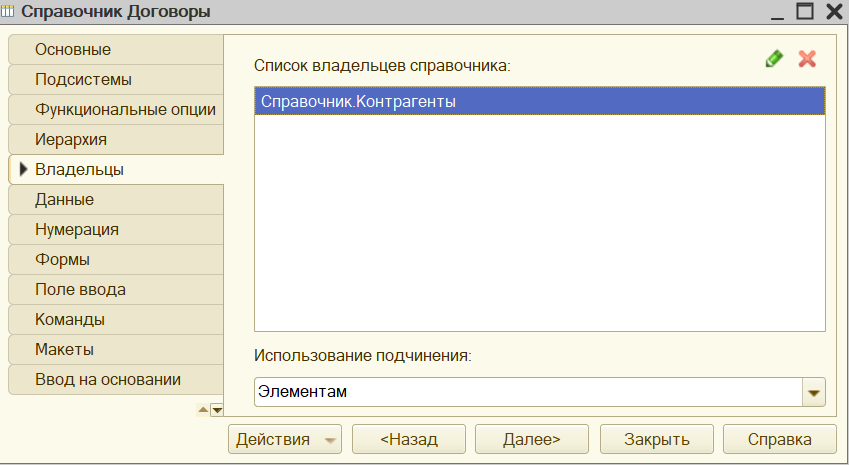 Справочник Договоры
Основные
Подсистемы
Функциональные опции
Иерархия
Владельцы
Данные
Нумерация
Формы
Поле ввода
Команды
Макеты
Ввод на основании
Список владельцев справочника:
Справочник.Контрагенты
Использование подчинения:
Элементам
Действия
<Назад
Далее>
Закрыть
Справка